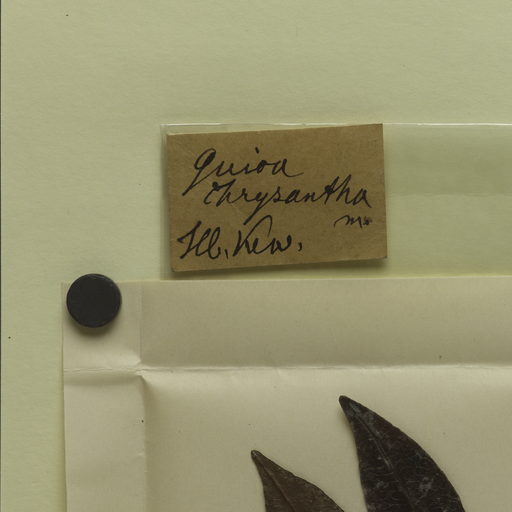 Guioa
chrysantha
m.
Hb. Kew.